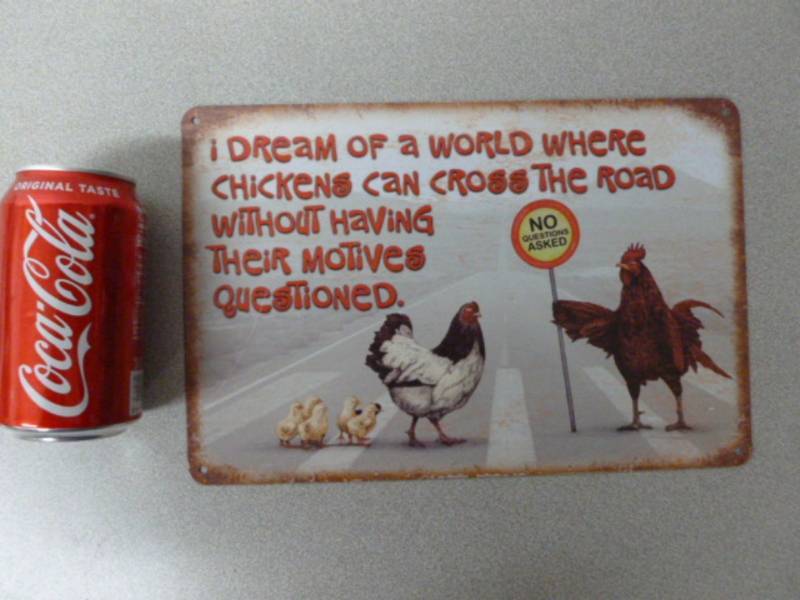 ORIGINAL TASTE
Coca-Cola
i DREAM OF a WORLD WHERE
CHiCKENS CaN CROSS THE ROaD
WiTHOUT HaViNG
THEiR MOTiVES
QUESTiONED.
NO
QUESTIONS
ASKED